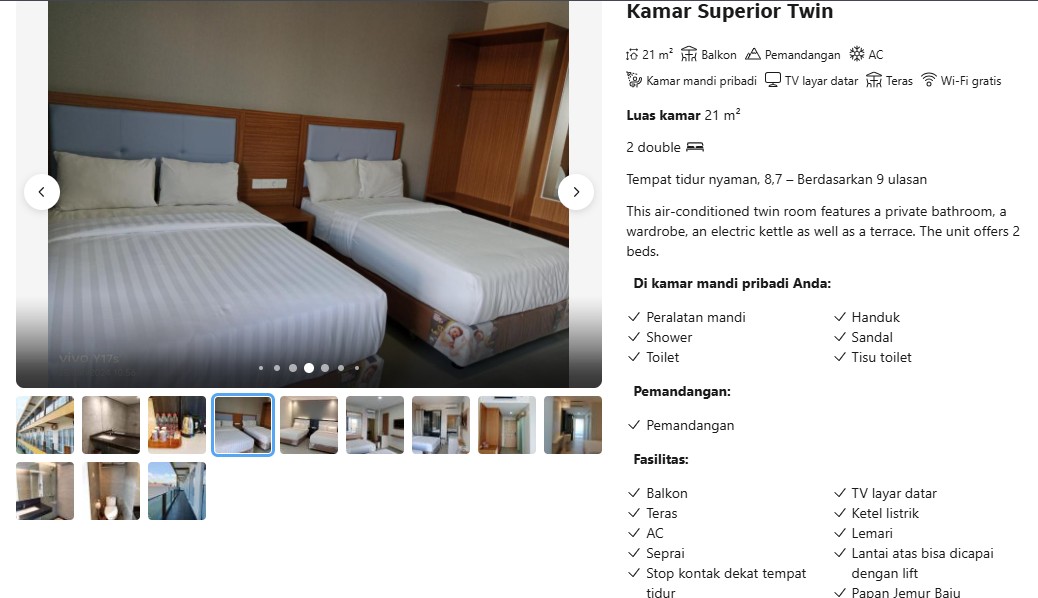 Kamar Superior Twin
21 m² Balkon Pemandangan AC
Kamar mandi pribadi TV layar datar Teras Wi-Fi gratis
Luas kamar 21 m²
2 double
Tempat tidur nyaman, 8,7 – Berdasarkan 9 ulasan
This air-conditioned twin room features a private bathroom, a
wardrobe, an electric kettle as well as a terrace. The unit offers 2
beds.
Di kamar mandi pribadi Anda:
Peralatan mandi
Handuk
Shower
Sandal
Toilet
Tisu toilet
Pemandangan:
Pemandangan
Fasilitas:
Balkon
TV layar datar
Teras
Ketel listrik
AC
Lemari
Seprai
Lantai atas bisa dicapai
dengan lift
Stop kontak dekat tempat
tidur
Papan Jemur Baju
vivo Y17s